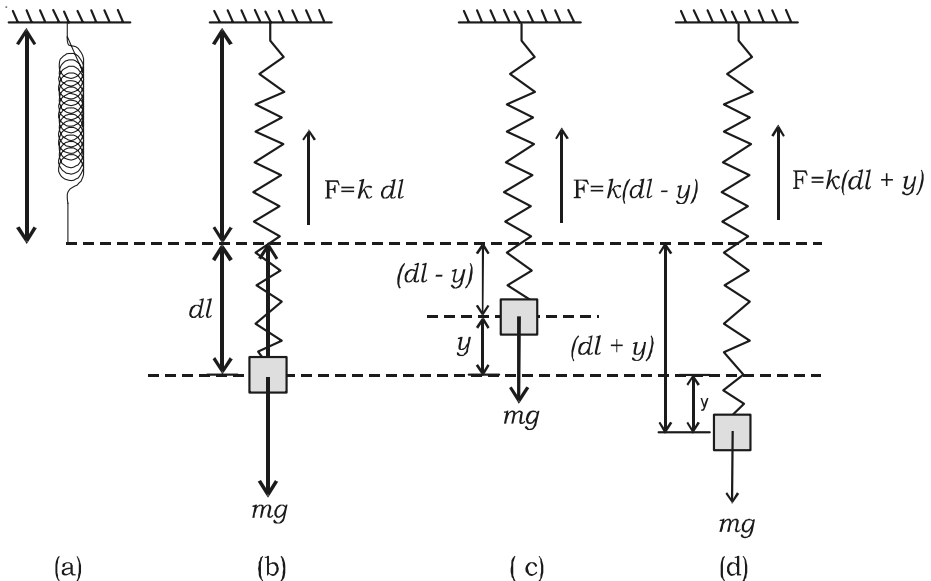 F=k dl
F=k(dl - y)
F=k(dl + y)
dl
(dl - y)
y
(dl + y)
y
mg
mg
mg
(a)
(b)
( c)
(d)